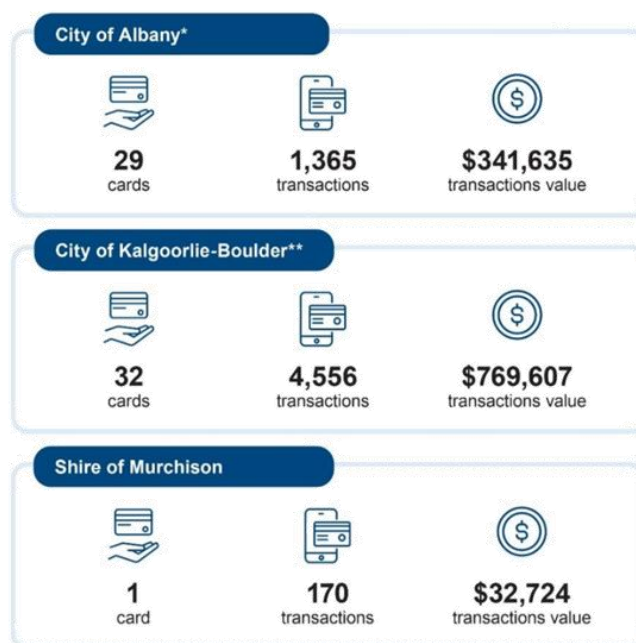 City of Albany*
29 1,365 $341,635
cards transactions transactions value
City of Kalgoorlie-Boulder**
32 4,556 $769,607
cards transactions transactions value
Shire of Murchison
1 170 $32,724
card transactions transactions value